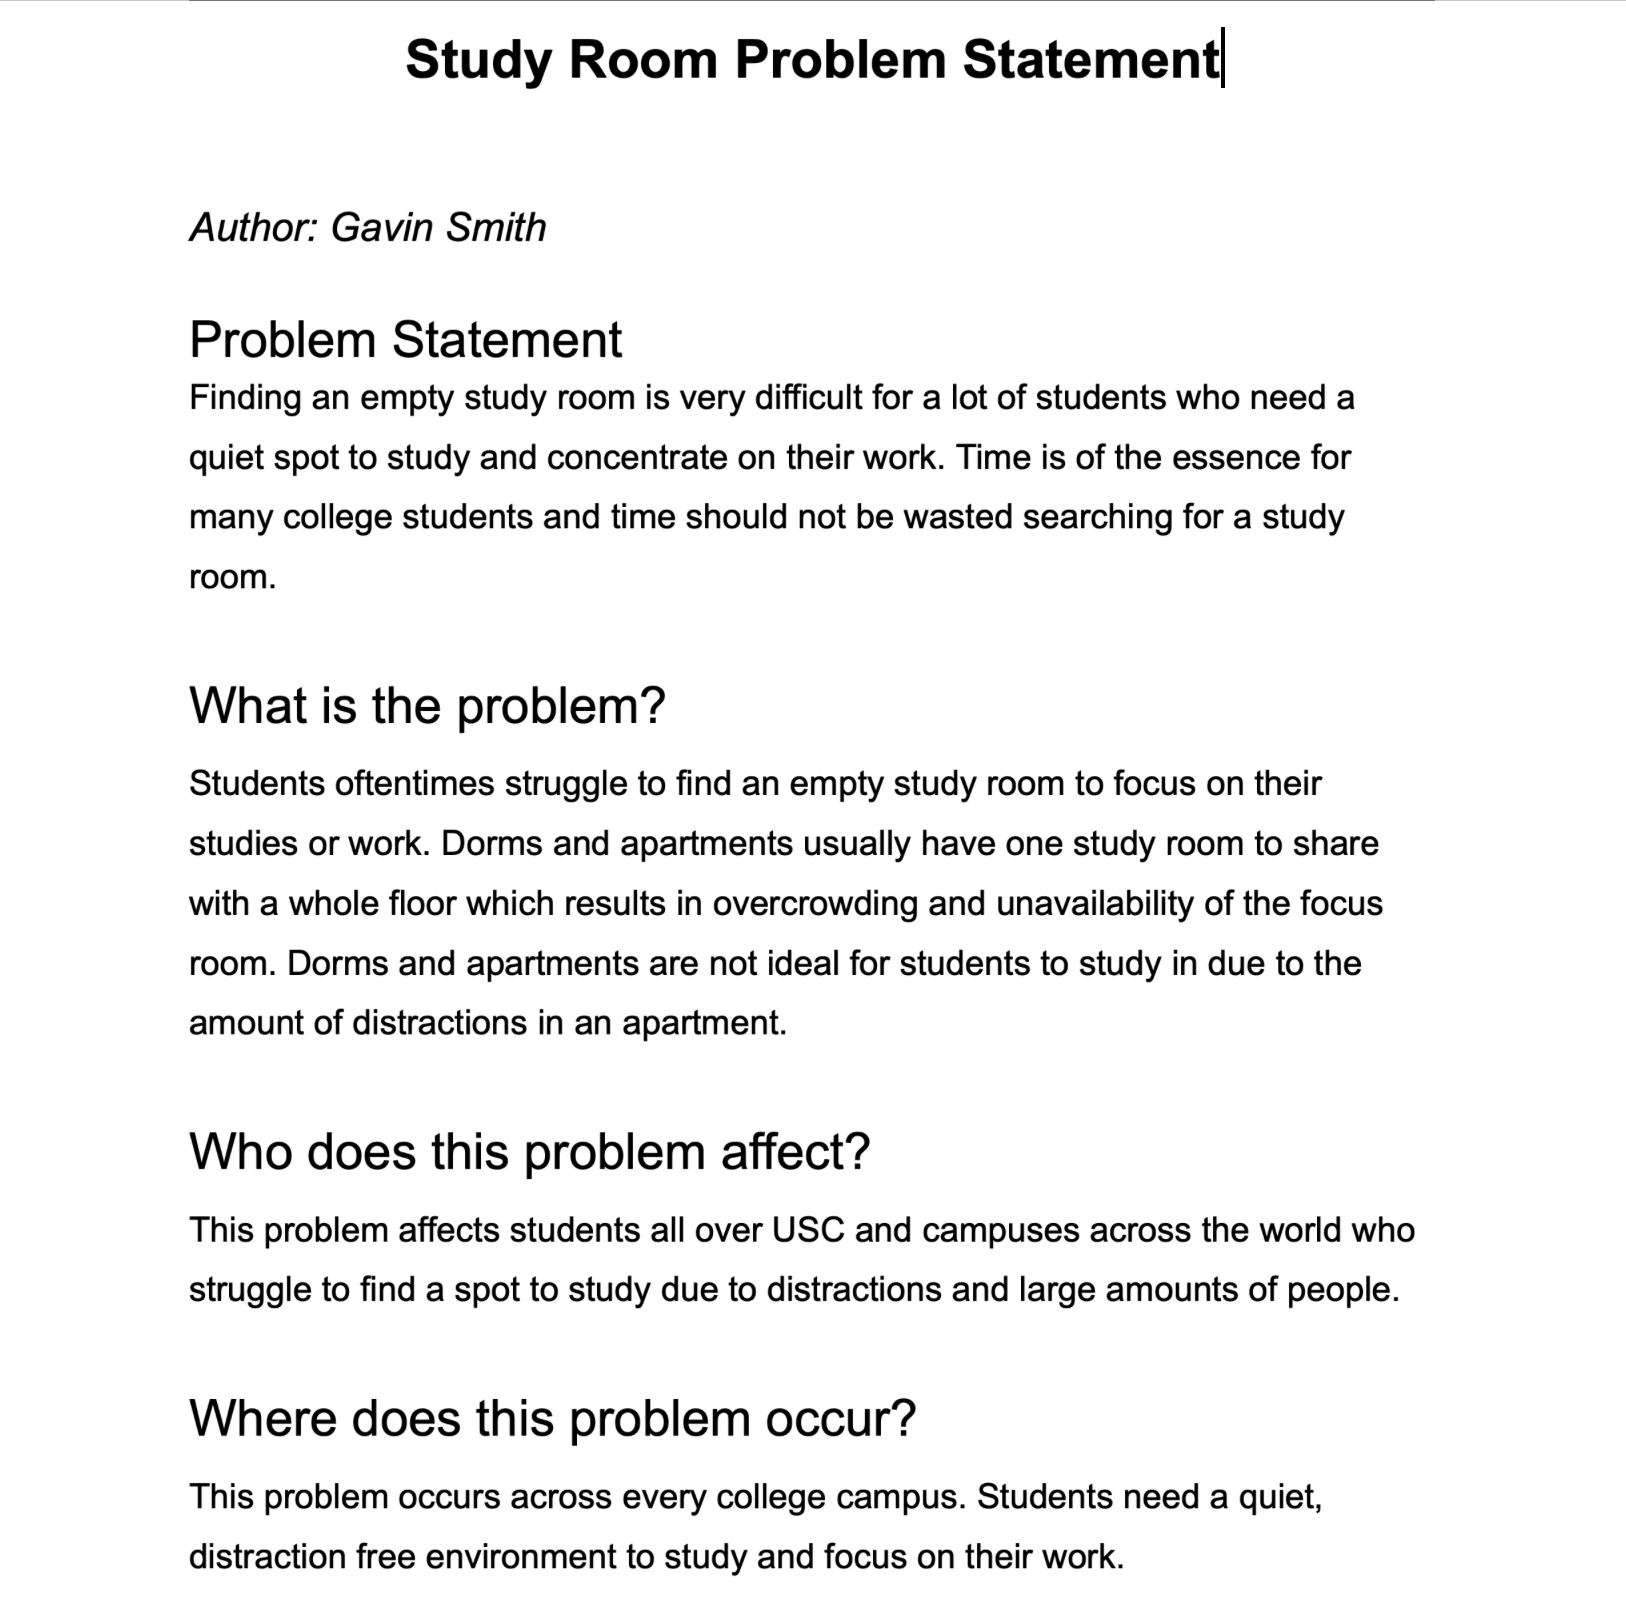 Study Room Problem Statement
Author: Gavin Smith
Problem Statement
Finding an empty study room is very difficult for a lot of students who need a
quiet spot to study and concentrate on their work. Time is of the essence for
many college students and time should not be wasted searching for a study
room.
What is the problem?
Students oftentimes struggle to find an empty study room to focus on their
studies or work. Dorms and apartments usually have one study room to share
with a whole floor which results in overcrowding and unavailability of the focus
room. Dorms and apartments are not ideal for students to study in due to the
amount of distractions in an apartment.
Who does this problem affect?
This problem affects students all over USC and campuses across the world who
struggle to find a spot to study due to distractions and large amounts of people.
Where does this problem occur?
This problem occurs across every college campus. Students need a quiet,
distraction free environment to study and focus on their work.